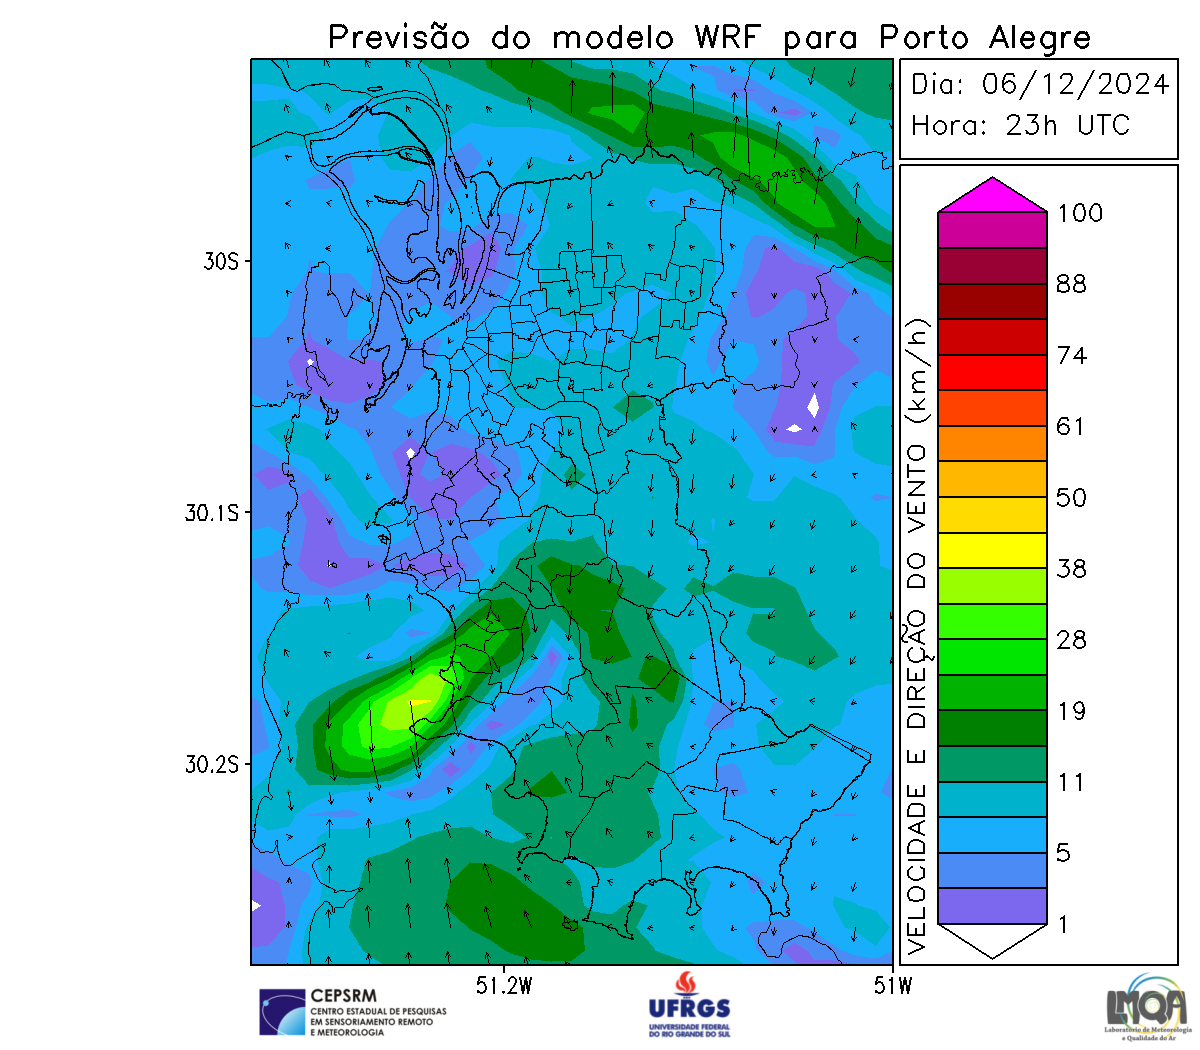 Previsão do modelo WRF para Porto Alegre
Dia: 06/12/2024
Hora: 23h UTC
30S
30.1S
30.2S
51.2W
51W
100
88
74
61
50
38
28
19
11
5
1
VELOCIDADE E DIREÇÃO DO VENTO (km/h)
CEPSRM
CENTRO ESTADUAL DE PESQUISAS
EM SENSORIAMENTO REMOTO
E METEOROLOGIA
UFRGS
UNIVERSIDADE FEDERAL
DO RIO GRANDE DO SUL
LMQA
Laboratório de Meteorologia
e Qualidade do Ar